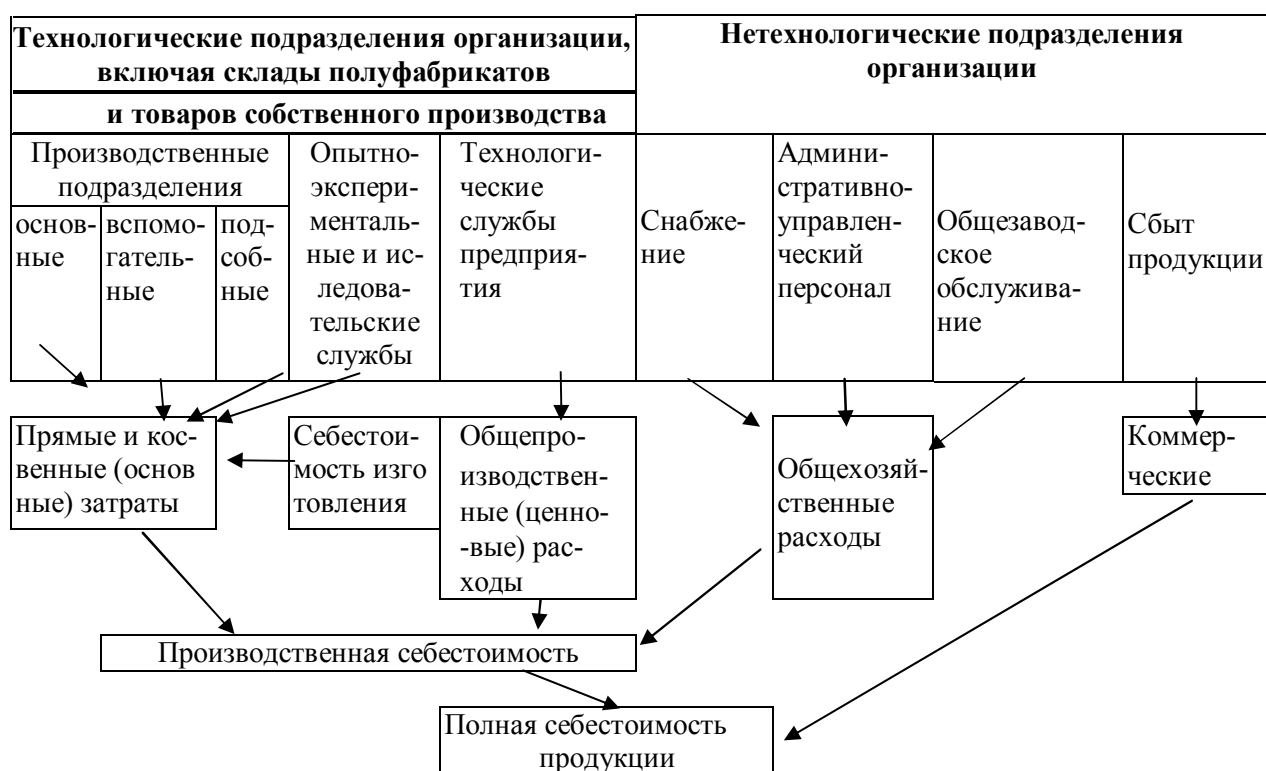 Технологические подразделения организации,
включая склады полуфабрикатов
и товаров собственного производства
Нетехнологические подразделения
организации
Производственные
подразделения
основ-
ные
вспомо-
гатель-
ные
под-
соб-
ные
Опытно-
экспери-
менталь-
ные и ис-
ледова-
тельские
службы
Технологи-
ческие
службы
предприя-
тия
Снабже-
ние
Админи-
стративно-
управлен-
ческий
персонал
Общезавод-
ское
обслужива-
ние
Сбыт
продукции
Прямые и кос-
венные (основ
ные) затраты
Себестои-
мость изго
товления
Общепро-
изводствен-
ные (ценно-
-вые) рас-
ходы
Общехозяй-
ственные
расходы
Коммер-
ческие
Производственная себестоимость
Полная себестоимость
продукции